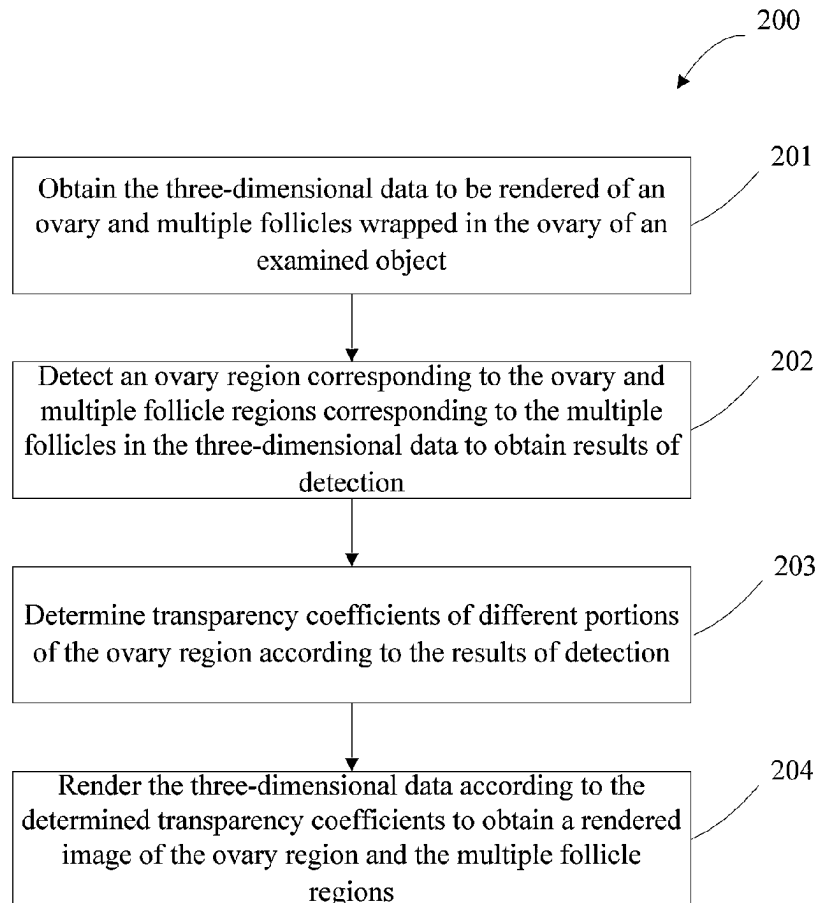 200
201
Obtain the three-dimensional data to be rendered of an
ovary and multiple follicles wrapped in the ovary of an
examined object
202
Detect an ovary region corresponding to the ovary and
multiple follicle regions corresponding to the multiple
follicles in the three-dimensional data to obtain results of
detection
203
Determine transparency coefficients of different portions
of the ovary region according to the results of detection
204
Render the three-dimensional data according to the
determined transparency coefficients to obtain a rendered
image of the ovary region and the multiple follicle
regions